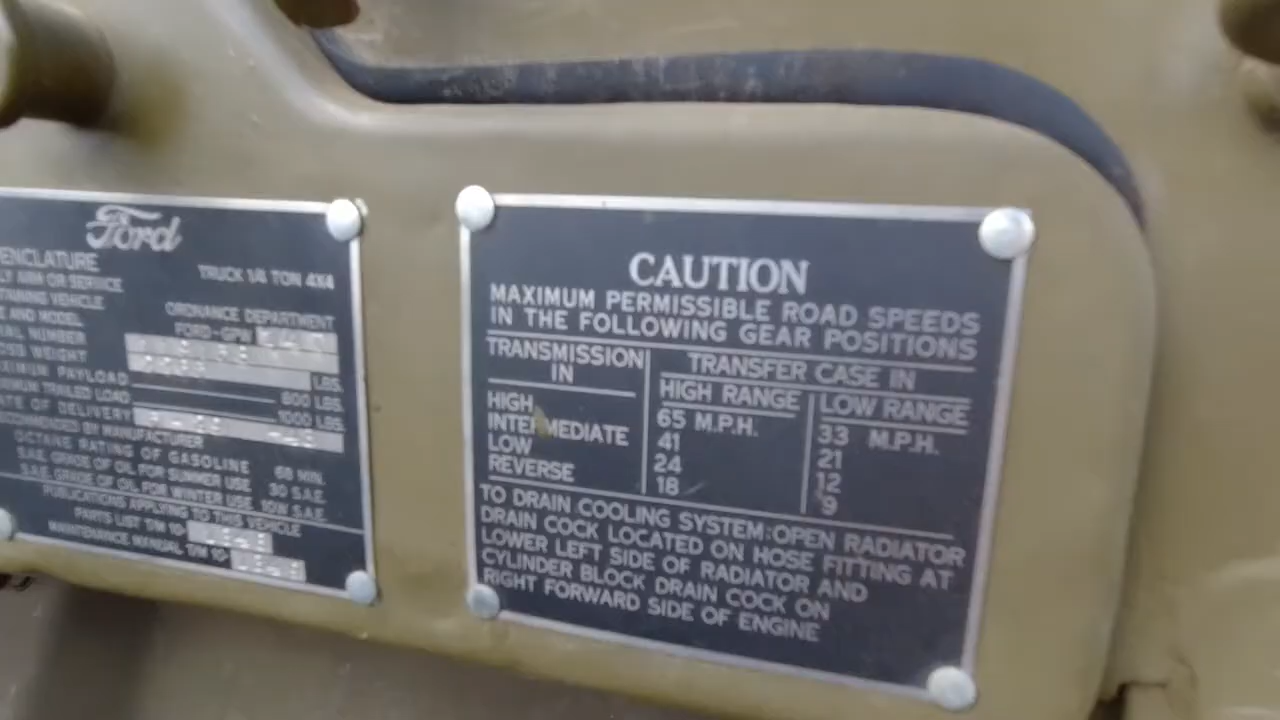 Ford
TRUCK 1/4 TON 4X4
ORDNANCE DEPARTMENT
FORD-GPW
LBS.
800 LBS.
1000 LBS.
RECOMMENDED BY MANUFACTURER
OCTANE RATING OF GASOLINE 68 MIN.
S.A.E. GRADE OF OIL FOR SUMMER USE 30 S.A.E.
S.A.E. GRADE OF OIL FOR WINTER USE 10W S.A.E.
PUBLICATIONS APPLYING TO THIS VEHICLE
PARTS LIST T/M 10-
MAINTENANCE MANUAL T/M 10-
CAUTION
MAXIMUM PERMISSIBLE ROAD SPEEDS
IN THE FOLLOWING GEAR POSITIONS
TRANSMISSION IN TRANSFER CASE IN
HIGH RANGE LOW RANGE
HIGH 65 M.P.H. 33 M.P.H.
INTERMEDIATE 41 21
LOW 24 12
REVERSE 18 9
TO DRAIN COOLING SYSTEM: OPEN RADIATOR
DRAIN COCK LOCATED ON HOSE FITTING AT
LOWER LEFT SIDE OF RADIATOR AND
CYLINDER BLOCK DRAIN COCK ON
RIGHT FORWARD SIDE OF ENGINE